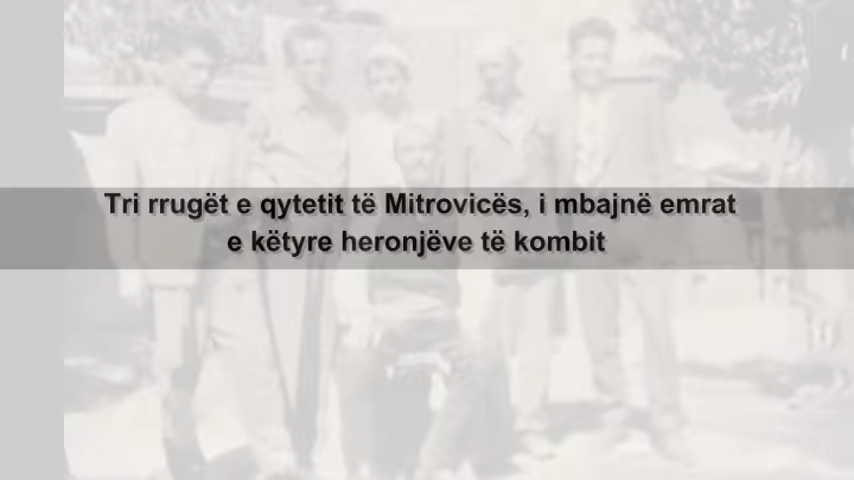 Tri rrugët e qytetit të Mitrovicës, i mbajnë emrat
e këtyre heronjëve të kombit